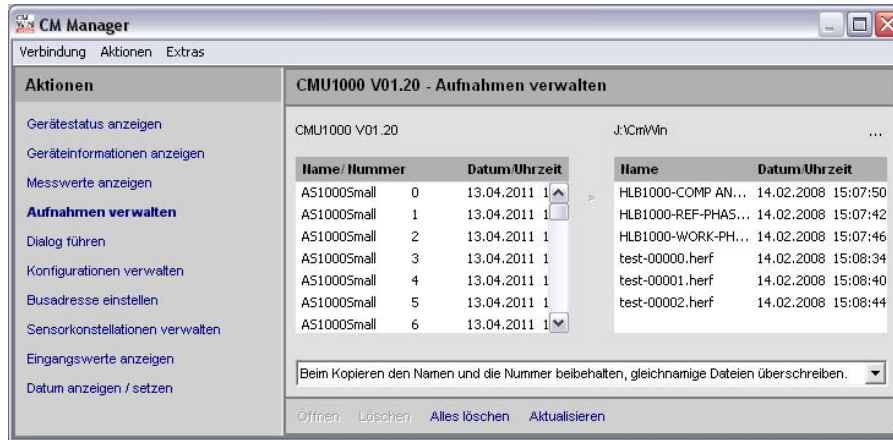 CM Manager
Verbindung Aktionen Extras
Aktionen
Gerätestatus anzeigen
Geräteinformationen anzeigen
Messwerte anzeigen
Aufnahmen verwalten
Dialog führen
Konfigurationen verwalten
Busadresse einstellen
Sensorkonstellationen verwalten
Eingangswerte anzeigen
Datum anzeigen / setzen
CMU1000 V01.20 - Aufnahmen verwalten
CMU1000 V01.20
Name/Nummer Datum/Uhrzeit
AS1000Small 0 13.04.2011 1
AS1000Small 1 13.04.2011 1
AS1000Small 2 13.04.2011 1
AS1000Small 3 13.04.2011 1
AS1000Small 4 13.04.2011 1
AS1000Small 5 13.04.2011 1
AS1000Small 6 13.04.2011 1
>
J:\CmWin ...
Name Datum/Uhrzeit
HLB1000-COMP AN... 14.02.2008 15:07:50
HLB1000-REF-PHAS... 14.02.2008 15:07:42
HLB1000-WORK-PH... 14.02.2008 15:07:46
test-00000.herf 14.02.2008 15:08:34
test-00001.herf 14.02.2008 15:08:40
test-00002.herf 14.02.2008 15:08:44
Beim Kopieren den Namen und die Nummer beibehalten, gleichnamige Dateien überschreiben.
Öffnen Löschen Alles löschen Aktualisieren